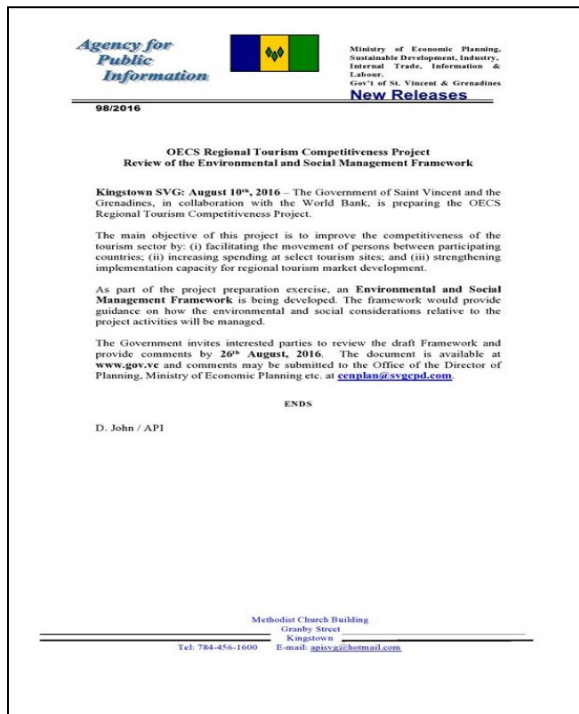 Agency for
Public
Information
Ministry of Economic Planning,
Sustainable Development, Industry,
Internal Trade, Information &
Labour.
Gov't of St. Vincent & Grenadines
New Releases
98/2016
OECS Regional Tourism Competitiveness Project
Review of the Environmental and Social Management Framework
Kingstown SVG: August 10th, 2016 – The Government of Saint Vincent and the
Grenadines, in collaboration with the World Bank, is preparing the OECS
Regional Tourism Competitiveness Project.
The main objective of this project is to improve the competitiveness of the
tourism sector by: (i) facilitating the movement of persons between participating
countries; (ii) increasing spending at select tourism sites; and (iii) strengthening
implementation capacity for regional tourism market development.
As part of the project preparation exercise, an Environmental and Social
Management Framework is being developed. The framework would provide
guidance on how the environmental and social considerations relative to the
project activities will be managed.
The Government invites interested parties to review the draft Framework and
provide comments by 26th August, 2016. The document is available at
www.gov.vc and comments may be submitted to the Office of the Director of
Planning, Ministry of Economic Planning etc. at cenplan@svgcpd.com.
ENDS
D. John / API
Methodist Church Building
Granby Street
Kingstown
Tel: 784-456-1600 E-mail: apisvg@hotmail.com